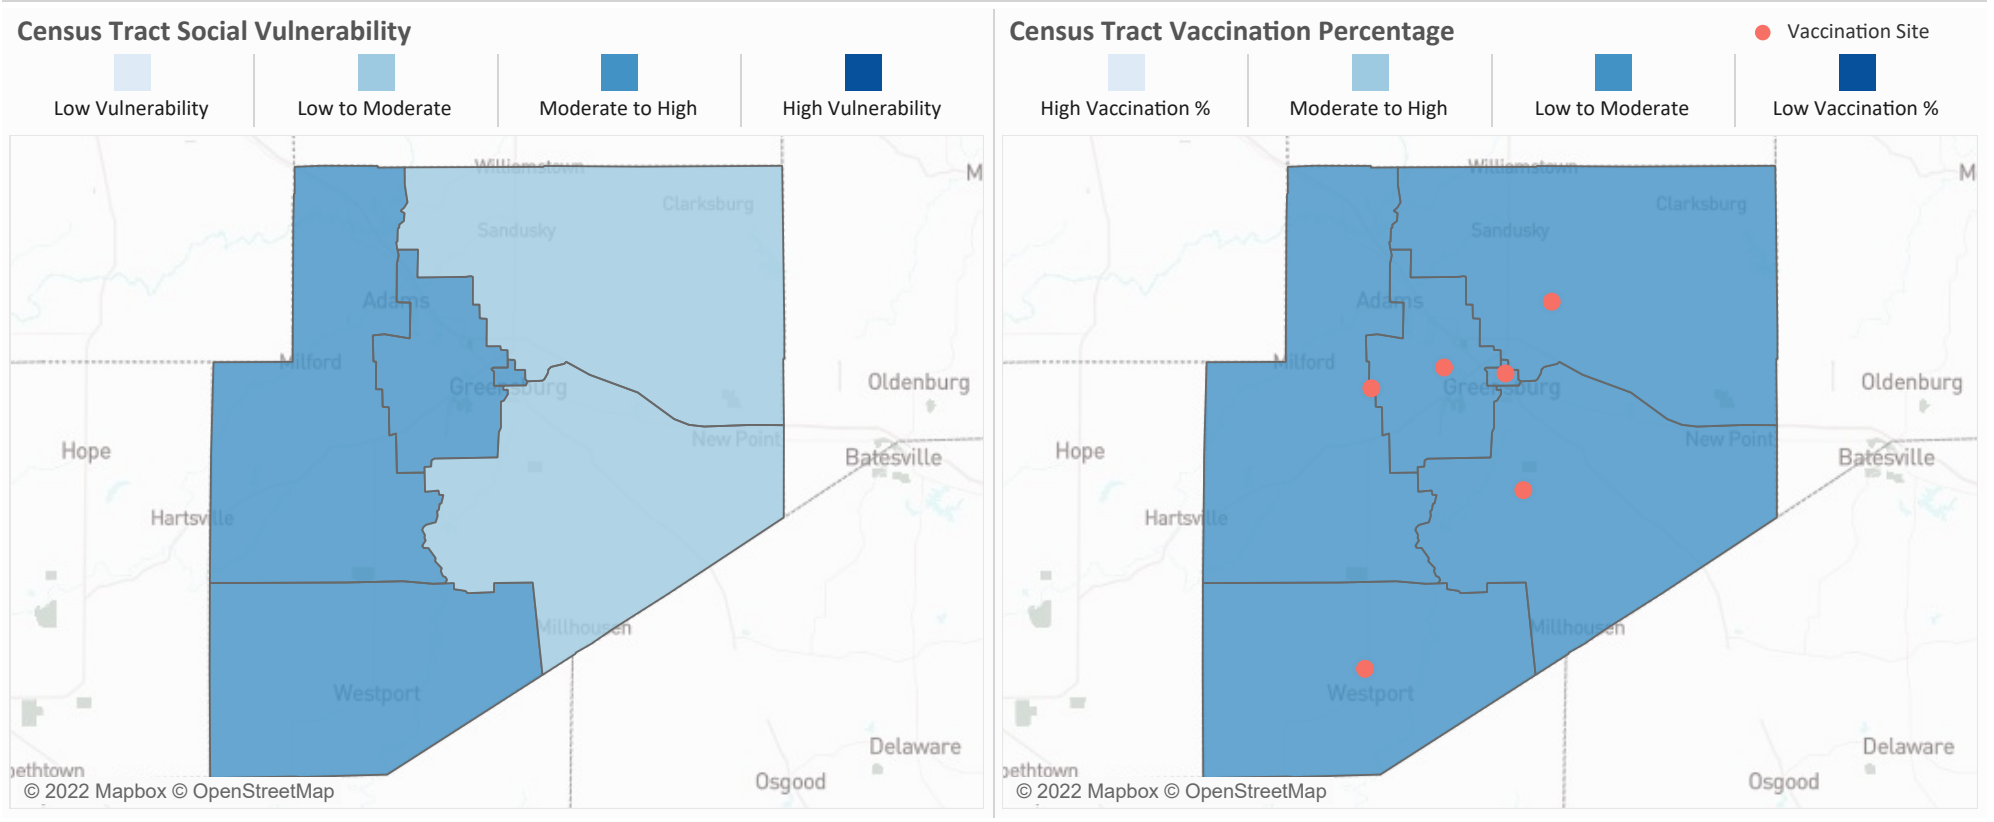 Census Tract Social Vulnerability
Low Vulnerability
Low to Moderate
Moderate to High
High Vulnerability
Williamstown
M
Clarksburg
Sandusky
Adams
Milford
Greensburg
Oldenburg
New Point
Hope
Batesville
Hartsville
Millhousen
Westport
Delaware
pethtown
Osgood
© 2022 Mapbox © OpenStreetMap
Census Tract Vaccination Percentage
Vaccination Site
High Vaccination %
Moderate to High
Low to Moderate
Low Vaccination %
Williamstown
M
Clarksburg
Sandusky
Adams
Milford
Greensburg
Oldenburg
New Point
Hope
Batesville
Hartsville
Millhousen
Westport
Delaware
pethtown
Osgood
© 2022 Mapbox © OpenStreetMap